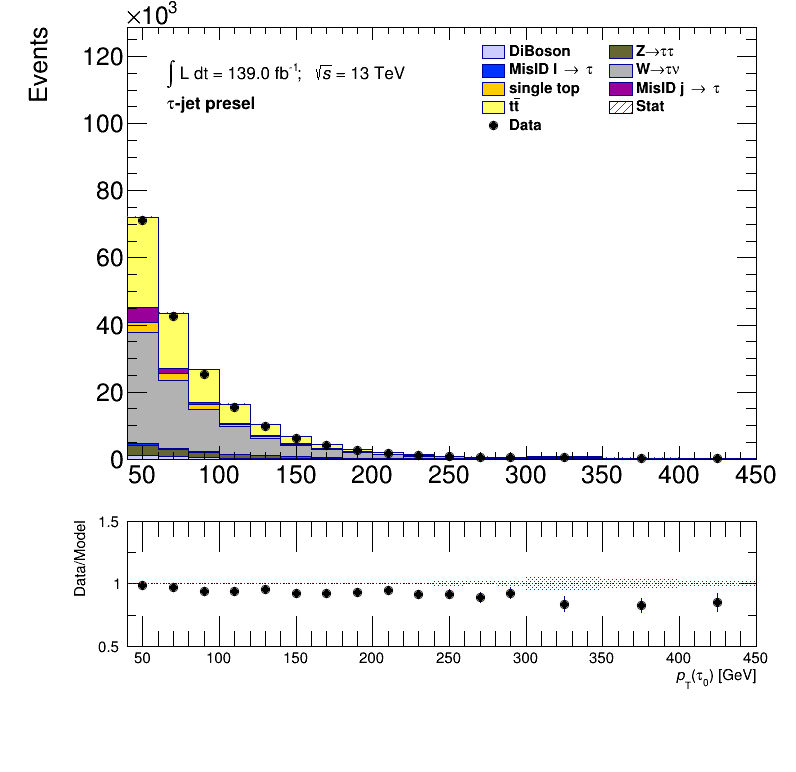 ×10³
Events
∫ L dt = 139.0 fb⁻¹; √s = 13 TeV
τ-jet presel
DiBoson
MisID l → τ
single top
tt̄
Data
Z→ττ
W→τν
MisID j → τ
Stat
120
100
80
60
40
20
0
50 100 150 200 250 300 350 400 450
Data/Model
1.5
1
0.5
50 100 150 200 250 300 350 400 450
p_T(τ₀) [GeV]